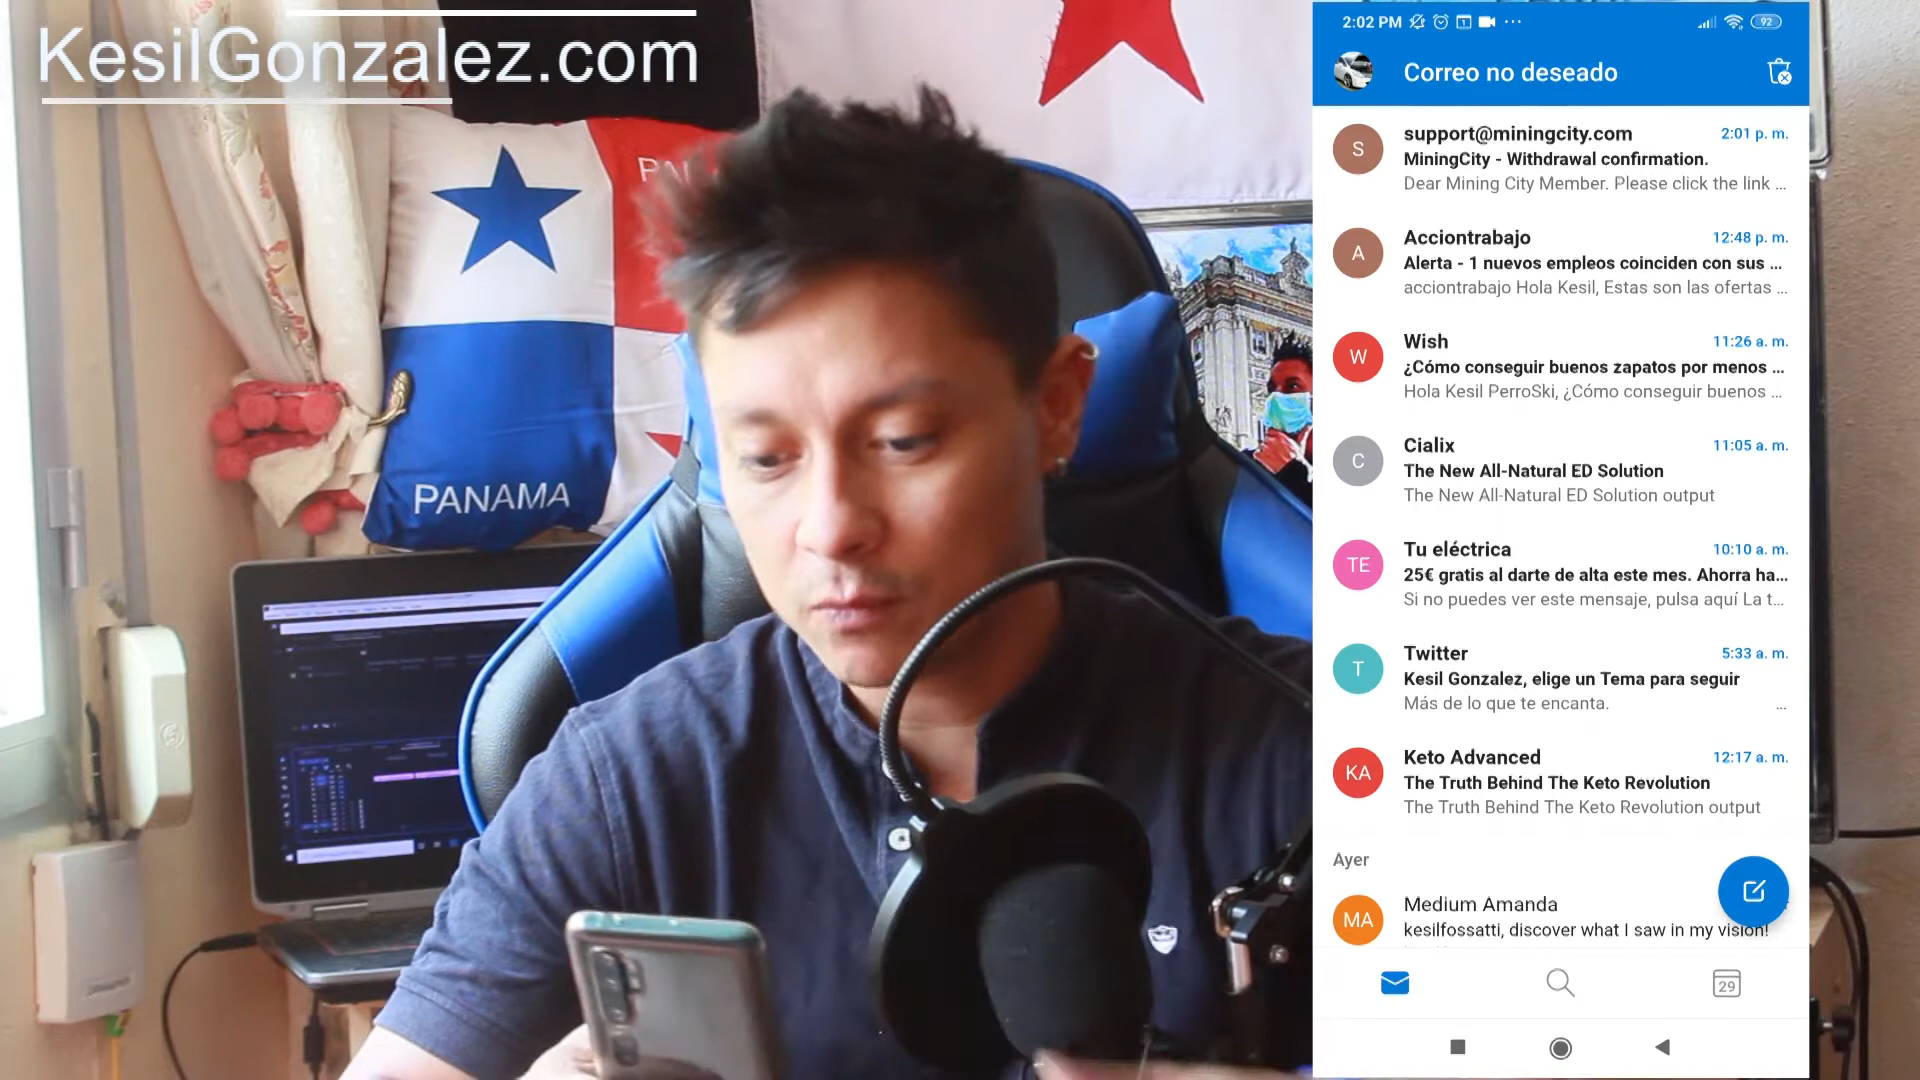 KesilGonzalez.com
PANAMA
2:02 PM
92
Correo no deseado
S
support@miningcity.com
2:01 p. m.
MiningCity - Withdrawal confirmation.
Dear Mining City Member. Please click the link ...
A
Acciontrabajo
12:48 p. m.
Alerta - 1 nuevos empleos coinciden con sus ...
acciontrabajo Hola Kesil, Estas son las ofertas ...
W
Wish
11:26 a. m.
¿Cómo conseguir buenos zapatos por menos ...
Hola Kesil PerroSki, ¿Cómo conseguir buenos ...
C
Cialix
11:05 a. m.
The New All-Natural ED Solution
The New All-Natural ED Solution output
TE
Tu eléctrica
10:10 a. m.
25€ gratis al darte de alta este mes. Ahorra ha...
Si no puedes ver este mensaje, pulsa aquí La t...
T
Twitter
5:33 a. m.
Kesil Gonzalez, elige un Tema para seguir
Más de lo que te encanta.
...
KA
Keto Advanced
12:17 a. m.
The Truth Behind The Keto Revolution
The Truth Behind The Keto Revolution output
Ayer
MA
Medium Amanda
kesilfossatti, discover what I saw in my vision!
29